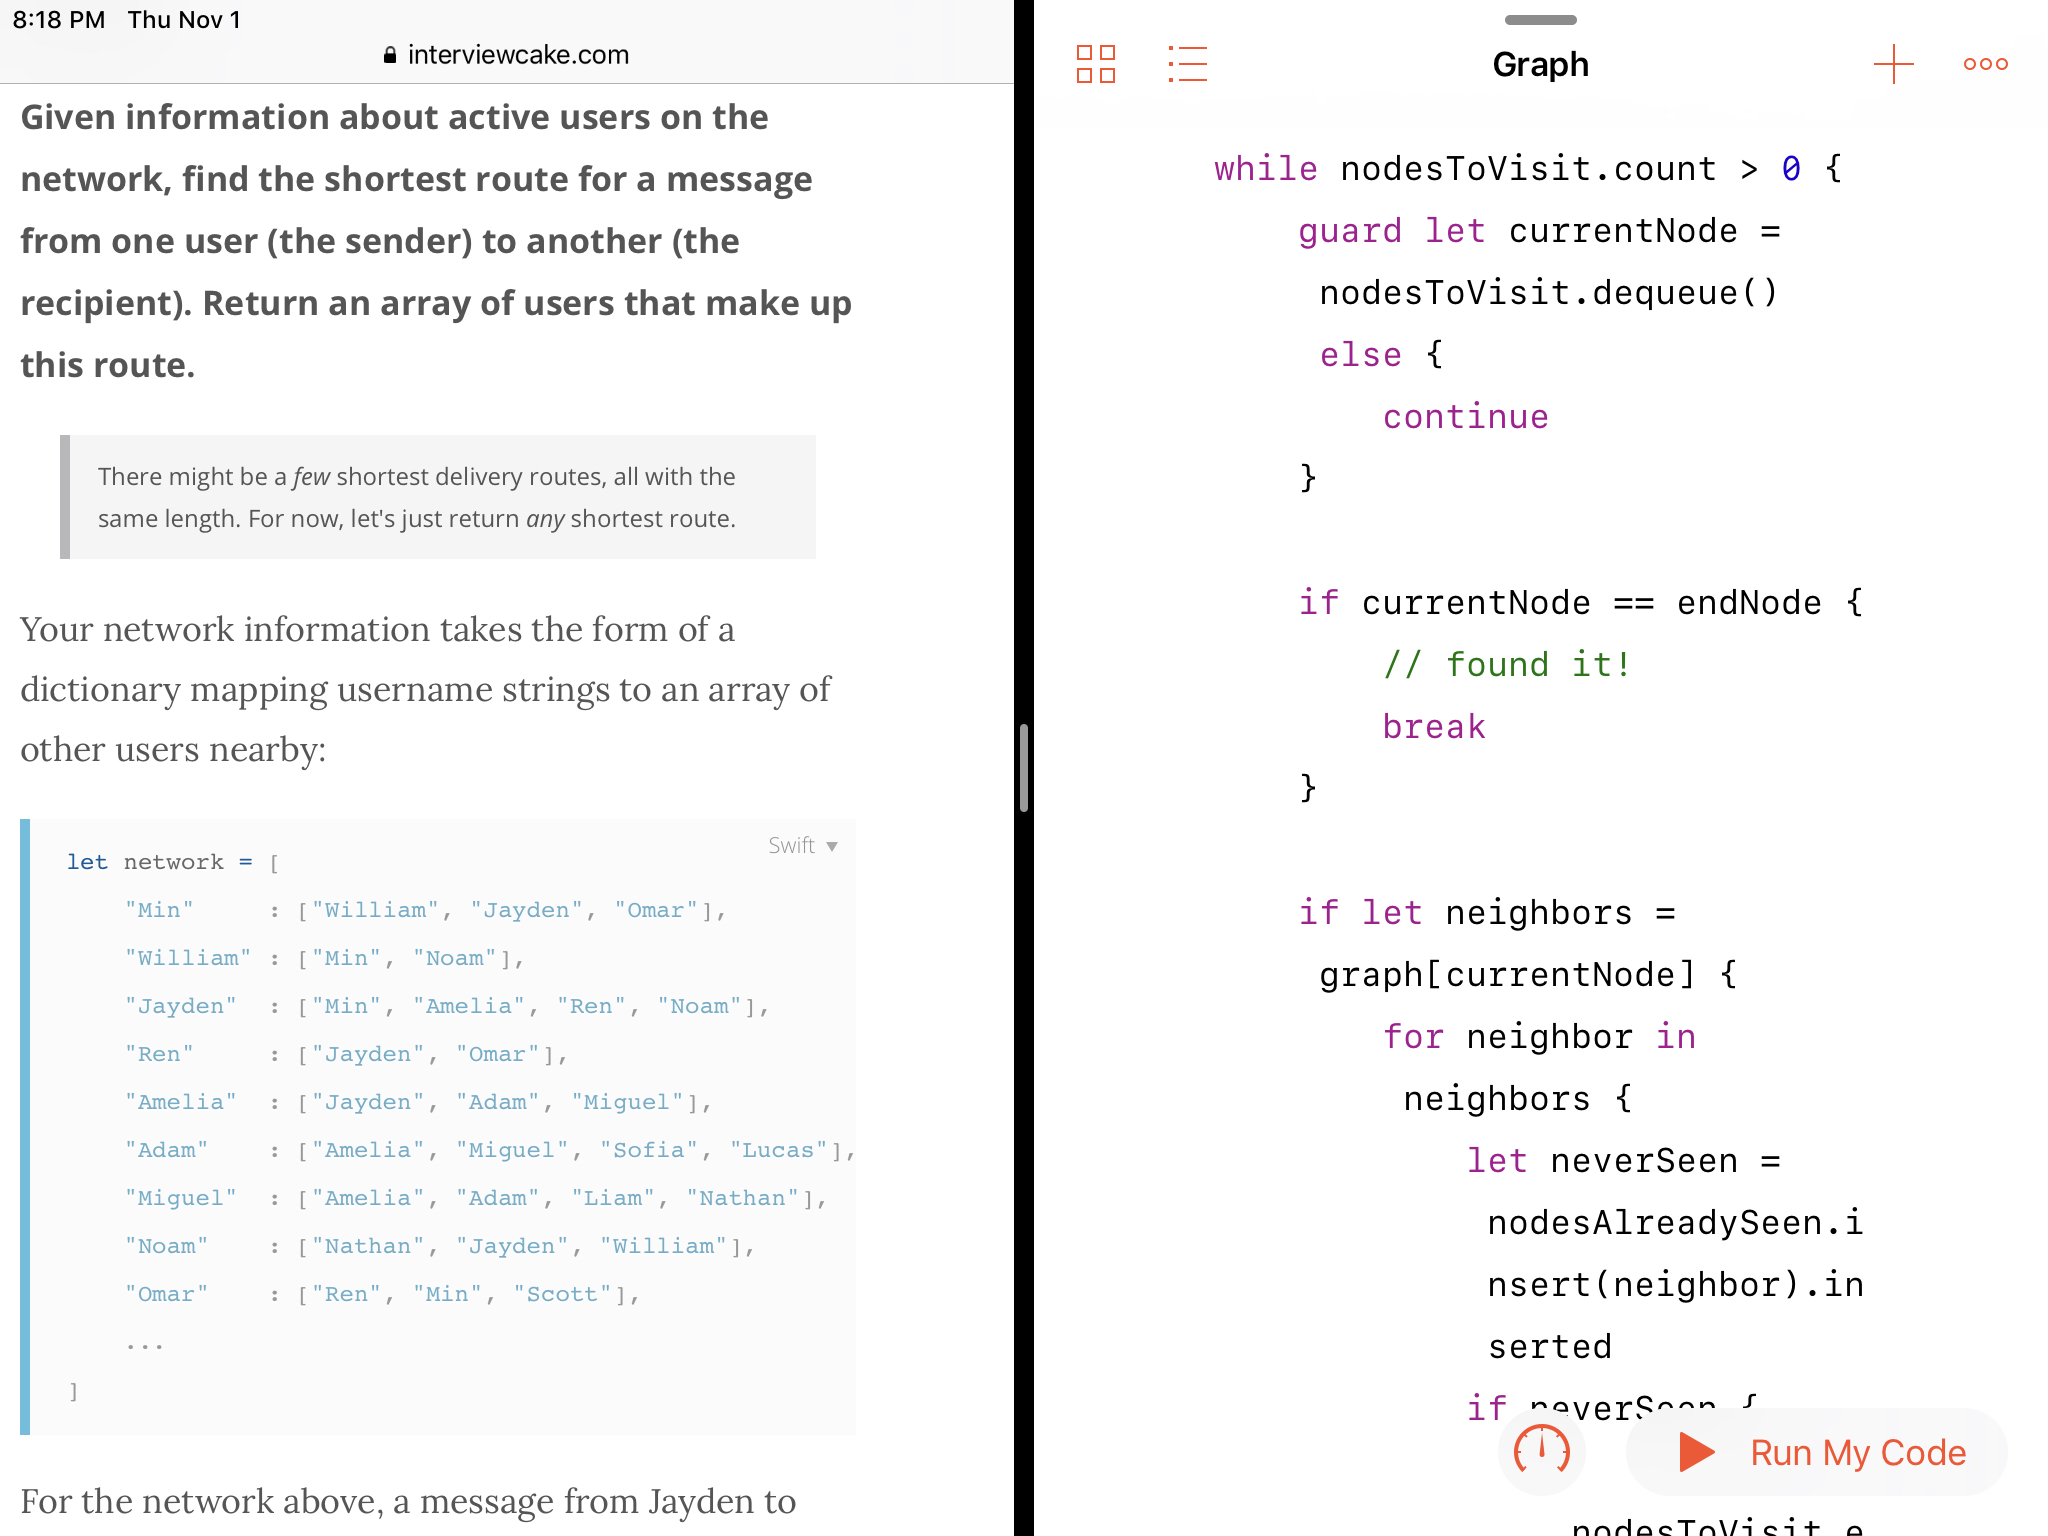 8:18 PM Thu Nov 1
interviewcake.com
Given information about active users on the
network, find the shortest route for a message
from one user (the sender) to another (the
recipient). Return an array of users that make up
this route.
There might be a few shortest delivery routes, all with the
same length. For now, let's just return any shortest route.
Your network information takes the form of a
dictionary mapping username strings to an array of
other users nearby:
Swift ▼
let network = [
"Min" : ["William", "Jayden", "Omar"],
"William" : ["Min", "Noam"],
"Jayden" : ["Min", "Amelia", "Ren", "Noam"],
"Ren" : ["Jayden", "Omar"],
"Amelia" : ["Jayden", "Adam", "Miguel"],
"Adam" : ["Amelia", "Miguel", "Sofia", "Lucas"],
"Miguel" : ["Amelia", "Adam", "Liam", "Nathan"],
"Noam" : ["Nathan", "Jayden", "William"],
"Omar" : ["Ren", "Min", "Scott"],
...
]
For the network above, a message from Jayden to
Graph
while nodesToVisit.count > 0 {
guard let currentNode =
nodesToVisit.dequeue()
else {
continue
}
if currentNode == endNode {
// found it!
break
}
if let neighbors =
graph[currentNode] {
for neighbor in
neighbors {
let neverSeen =
nodesAlreadySeen.i
nsert(neighbor).in
serted
if neverSeen {
Run My Code
nodesToVisit.e